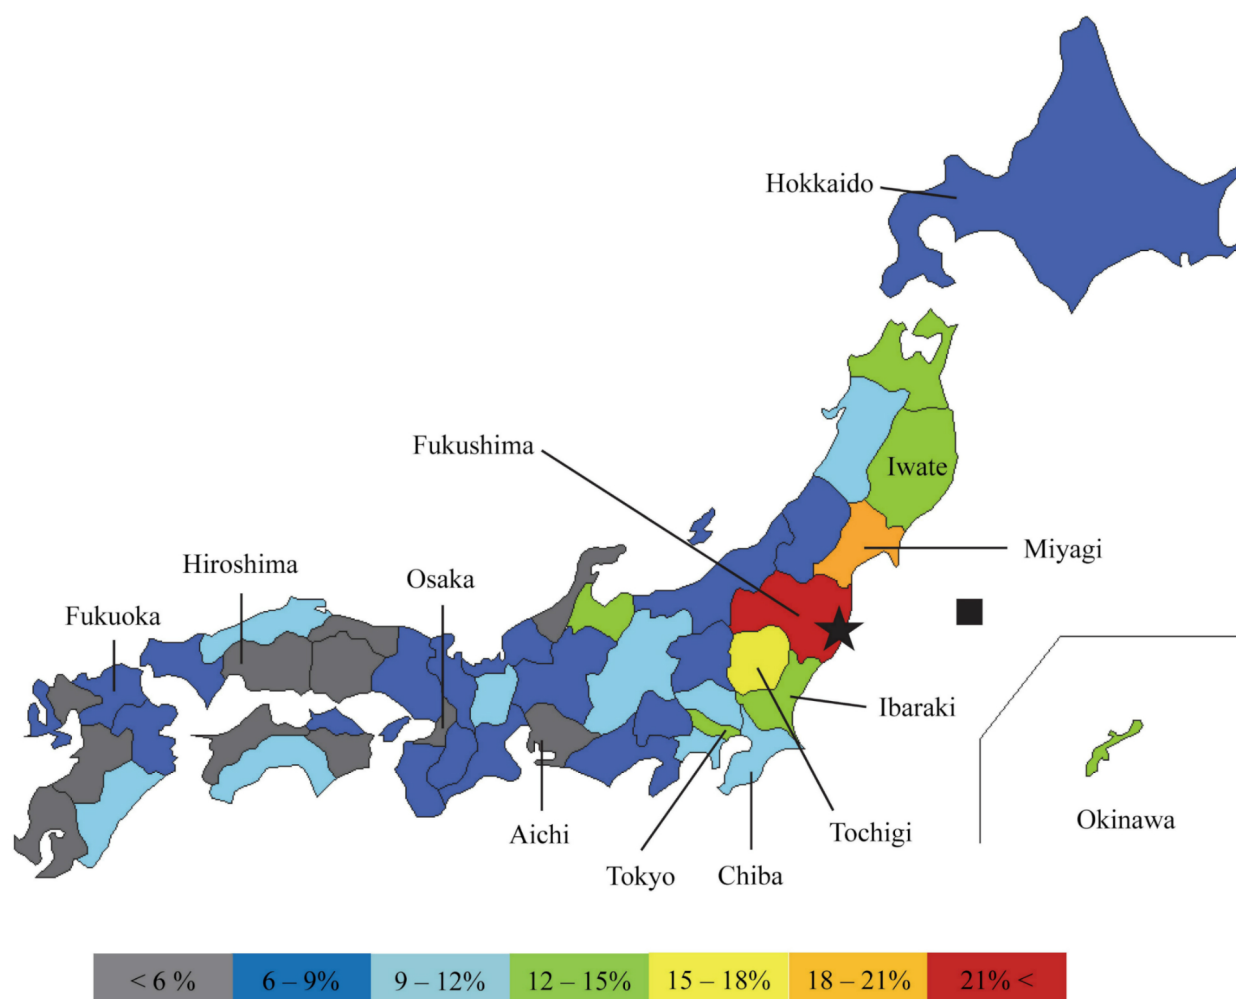 Hokkaido
Fukushima
Iwate
Miyagi
Hiroshima
Osaka
Fukuoka
Ibaraki
Aichi
Tochigi
Okinawa
Tokyo
Chiba
< 6 %
6 – 9%
9 – 12%
12 – 15%
15 – 18%
18 – 21%
21% <